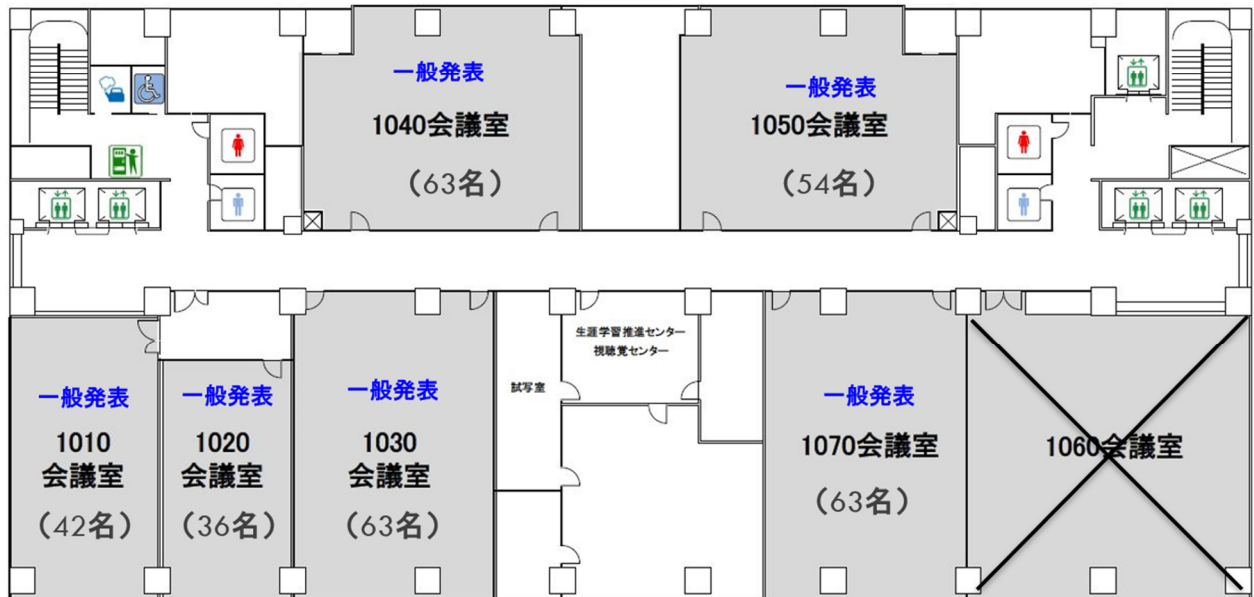 一般発表
1040会議室
（63名）
一般発表
1050会議室
（54名）
生涯学習推進センター
視聴覚センター
試写室
一般発表
1010
会議室
（42名）
一般発表
1020
会議室
（36名）
一般発表
1030
会議室
（63名）
一般発表
1070会議室
（63名）
1060会議室